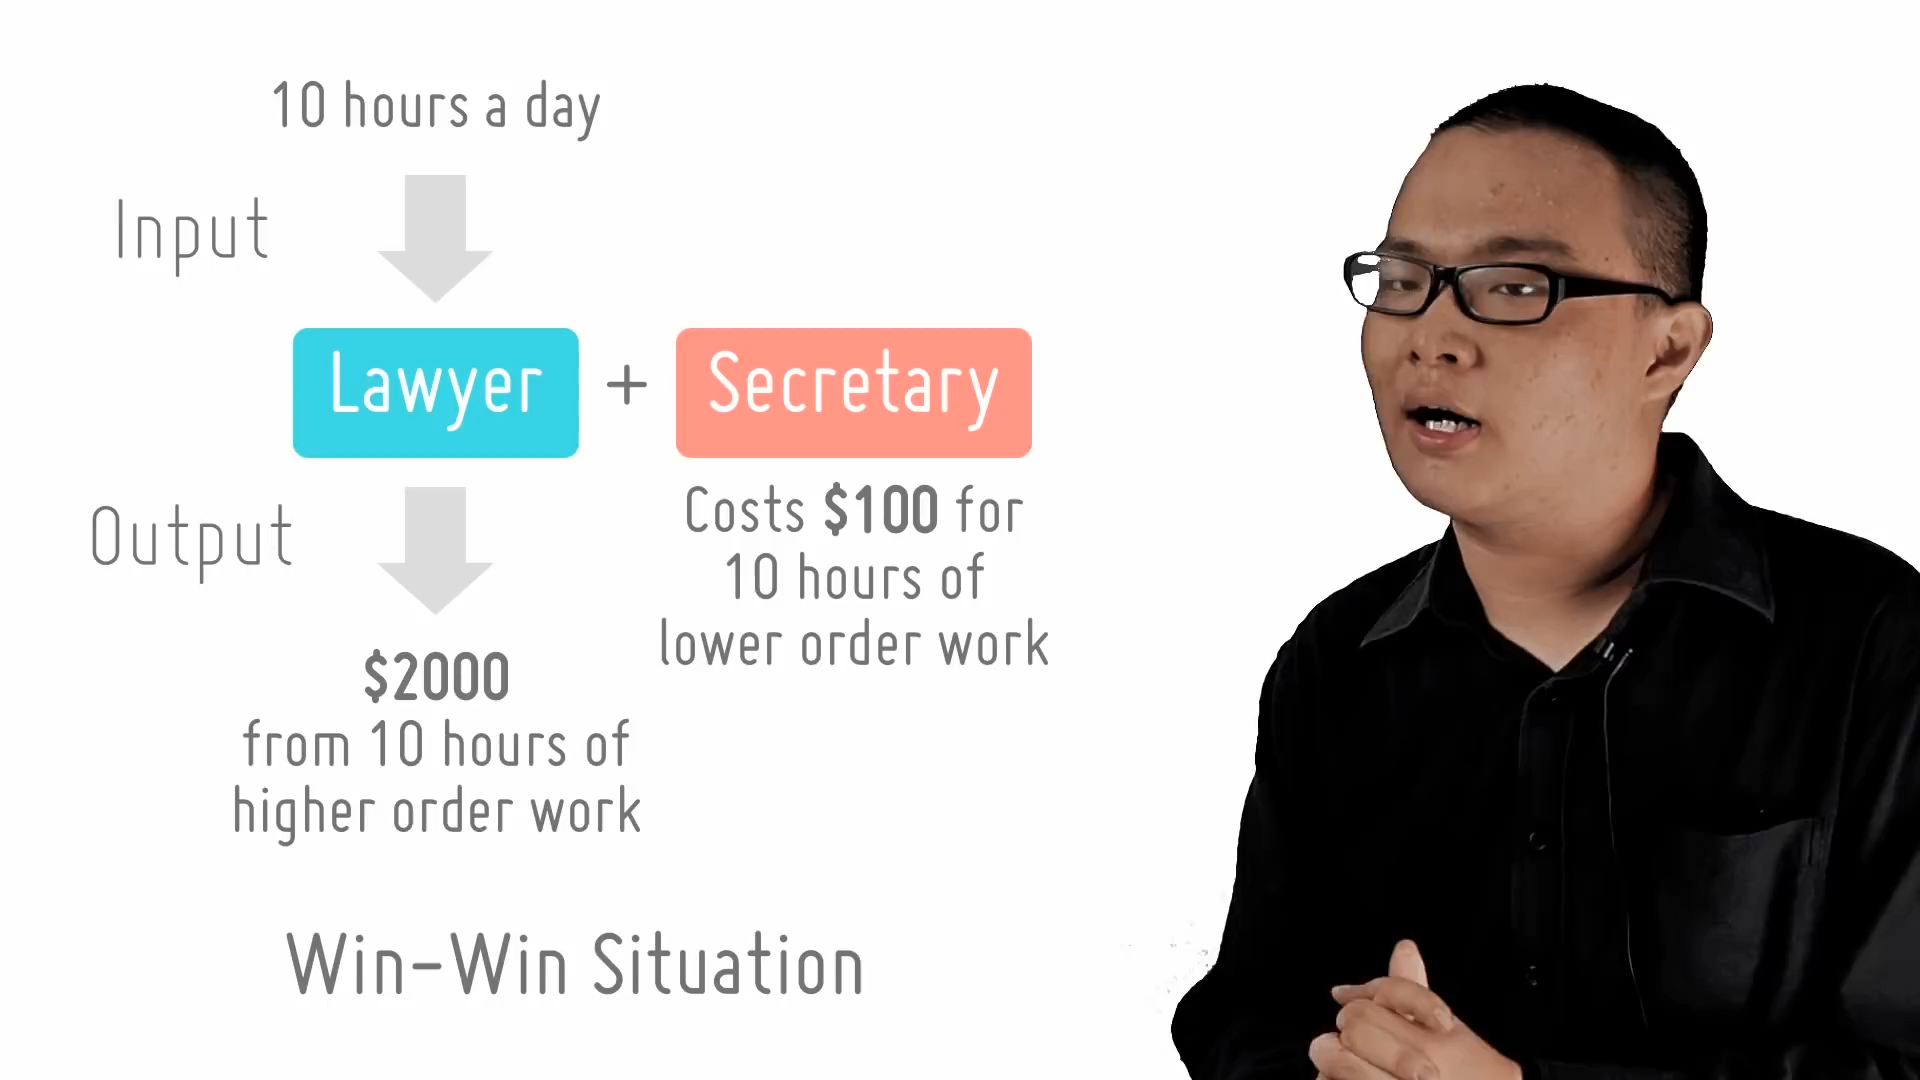 10 hours a day
Input
Lawyer + Secretary
Output
Costs $100 for
10 hours of
lower order work
$2000
from 10 hours of
higher order work
Win-Win Situation